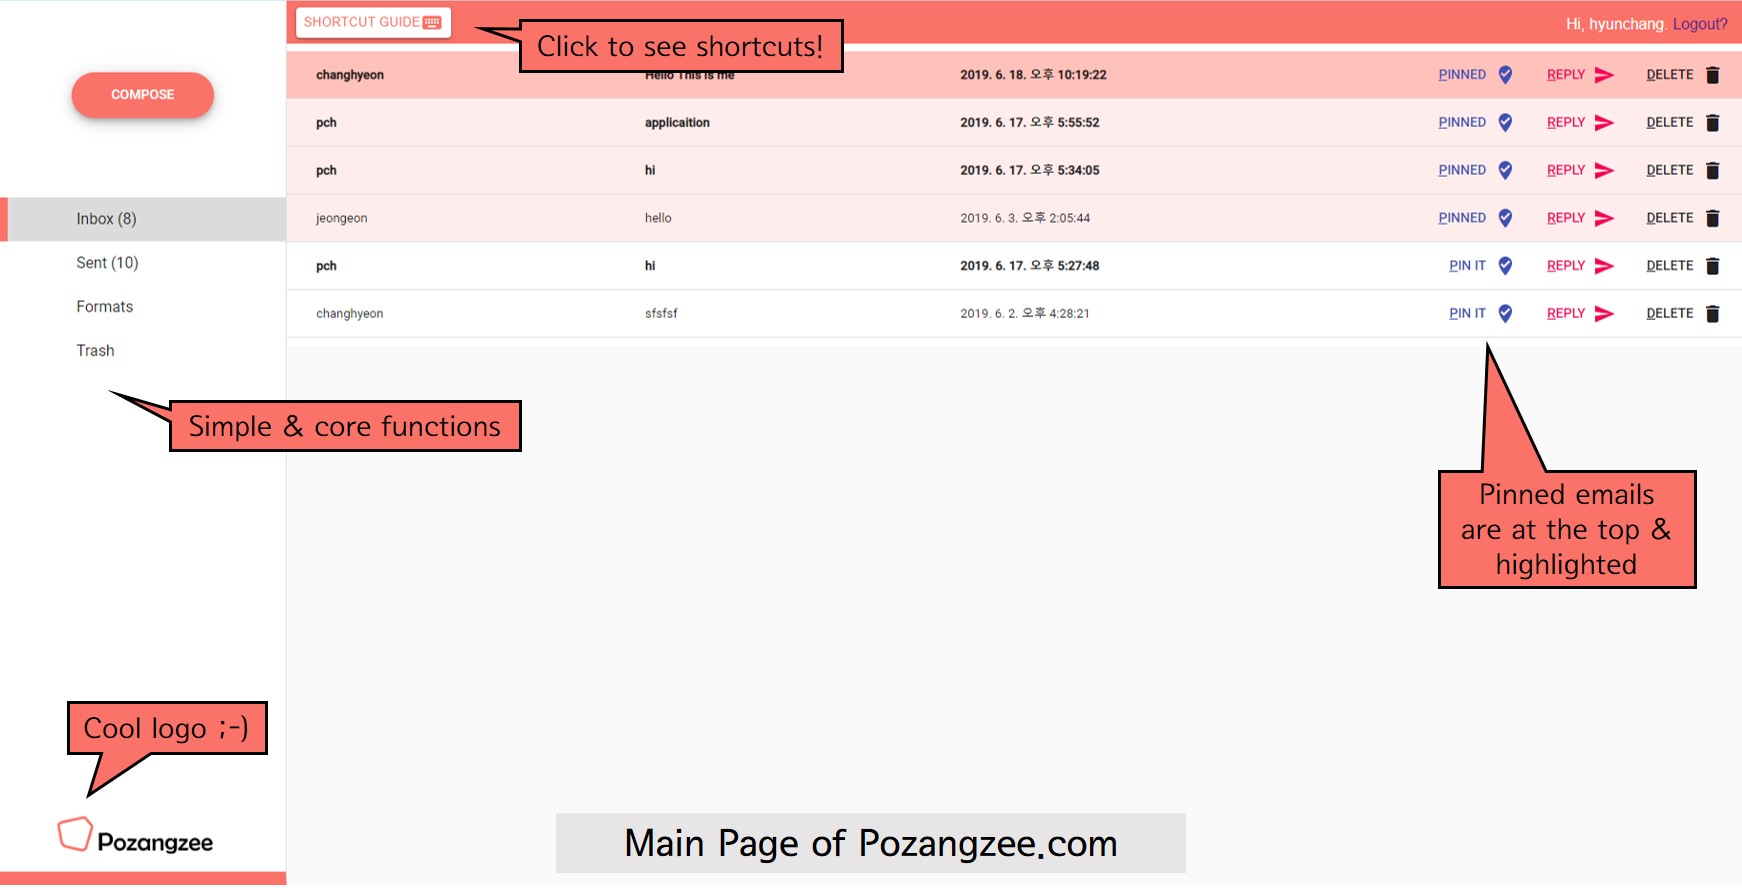 SHORTCUT GUIDE
Click to see shortcuts!
Hi, hyunchang. Logout?
COMPOSE
changhyeon Hello This is me 2019. 6. 18. 오후 10:19:22 PINNED REPLY DELETE
pch applicaition 2019. 6. 17. 오후 5:55:52 PINNED REPLY DELETE
pch hi 2019. 6. 17. 오후 5:34:05 PINNED REPLY DELETE
jeongeon hello 2019. 6. 3. 오후 2:05:44 PINNED REPLY DELETE
pch hi 2019. 6. 17. 오후 5:27:48 PIN IT REPLY DELETE
changhyeon sfsfsf 2019. 6. 2. 오후 4:28:21 PIN IT REPLY DELETE
Inbox (8)
Sent (10)
Formats
Trash
Simple & core functions
Pinned emails
are at the top &
highlighted
Cool logo ;-)
Pozangzee
Main Page of Pozangzee.com